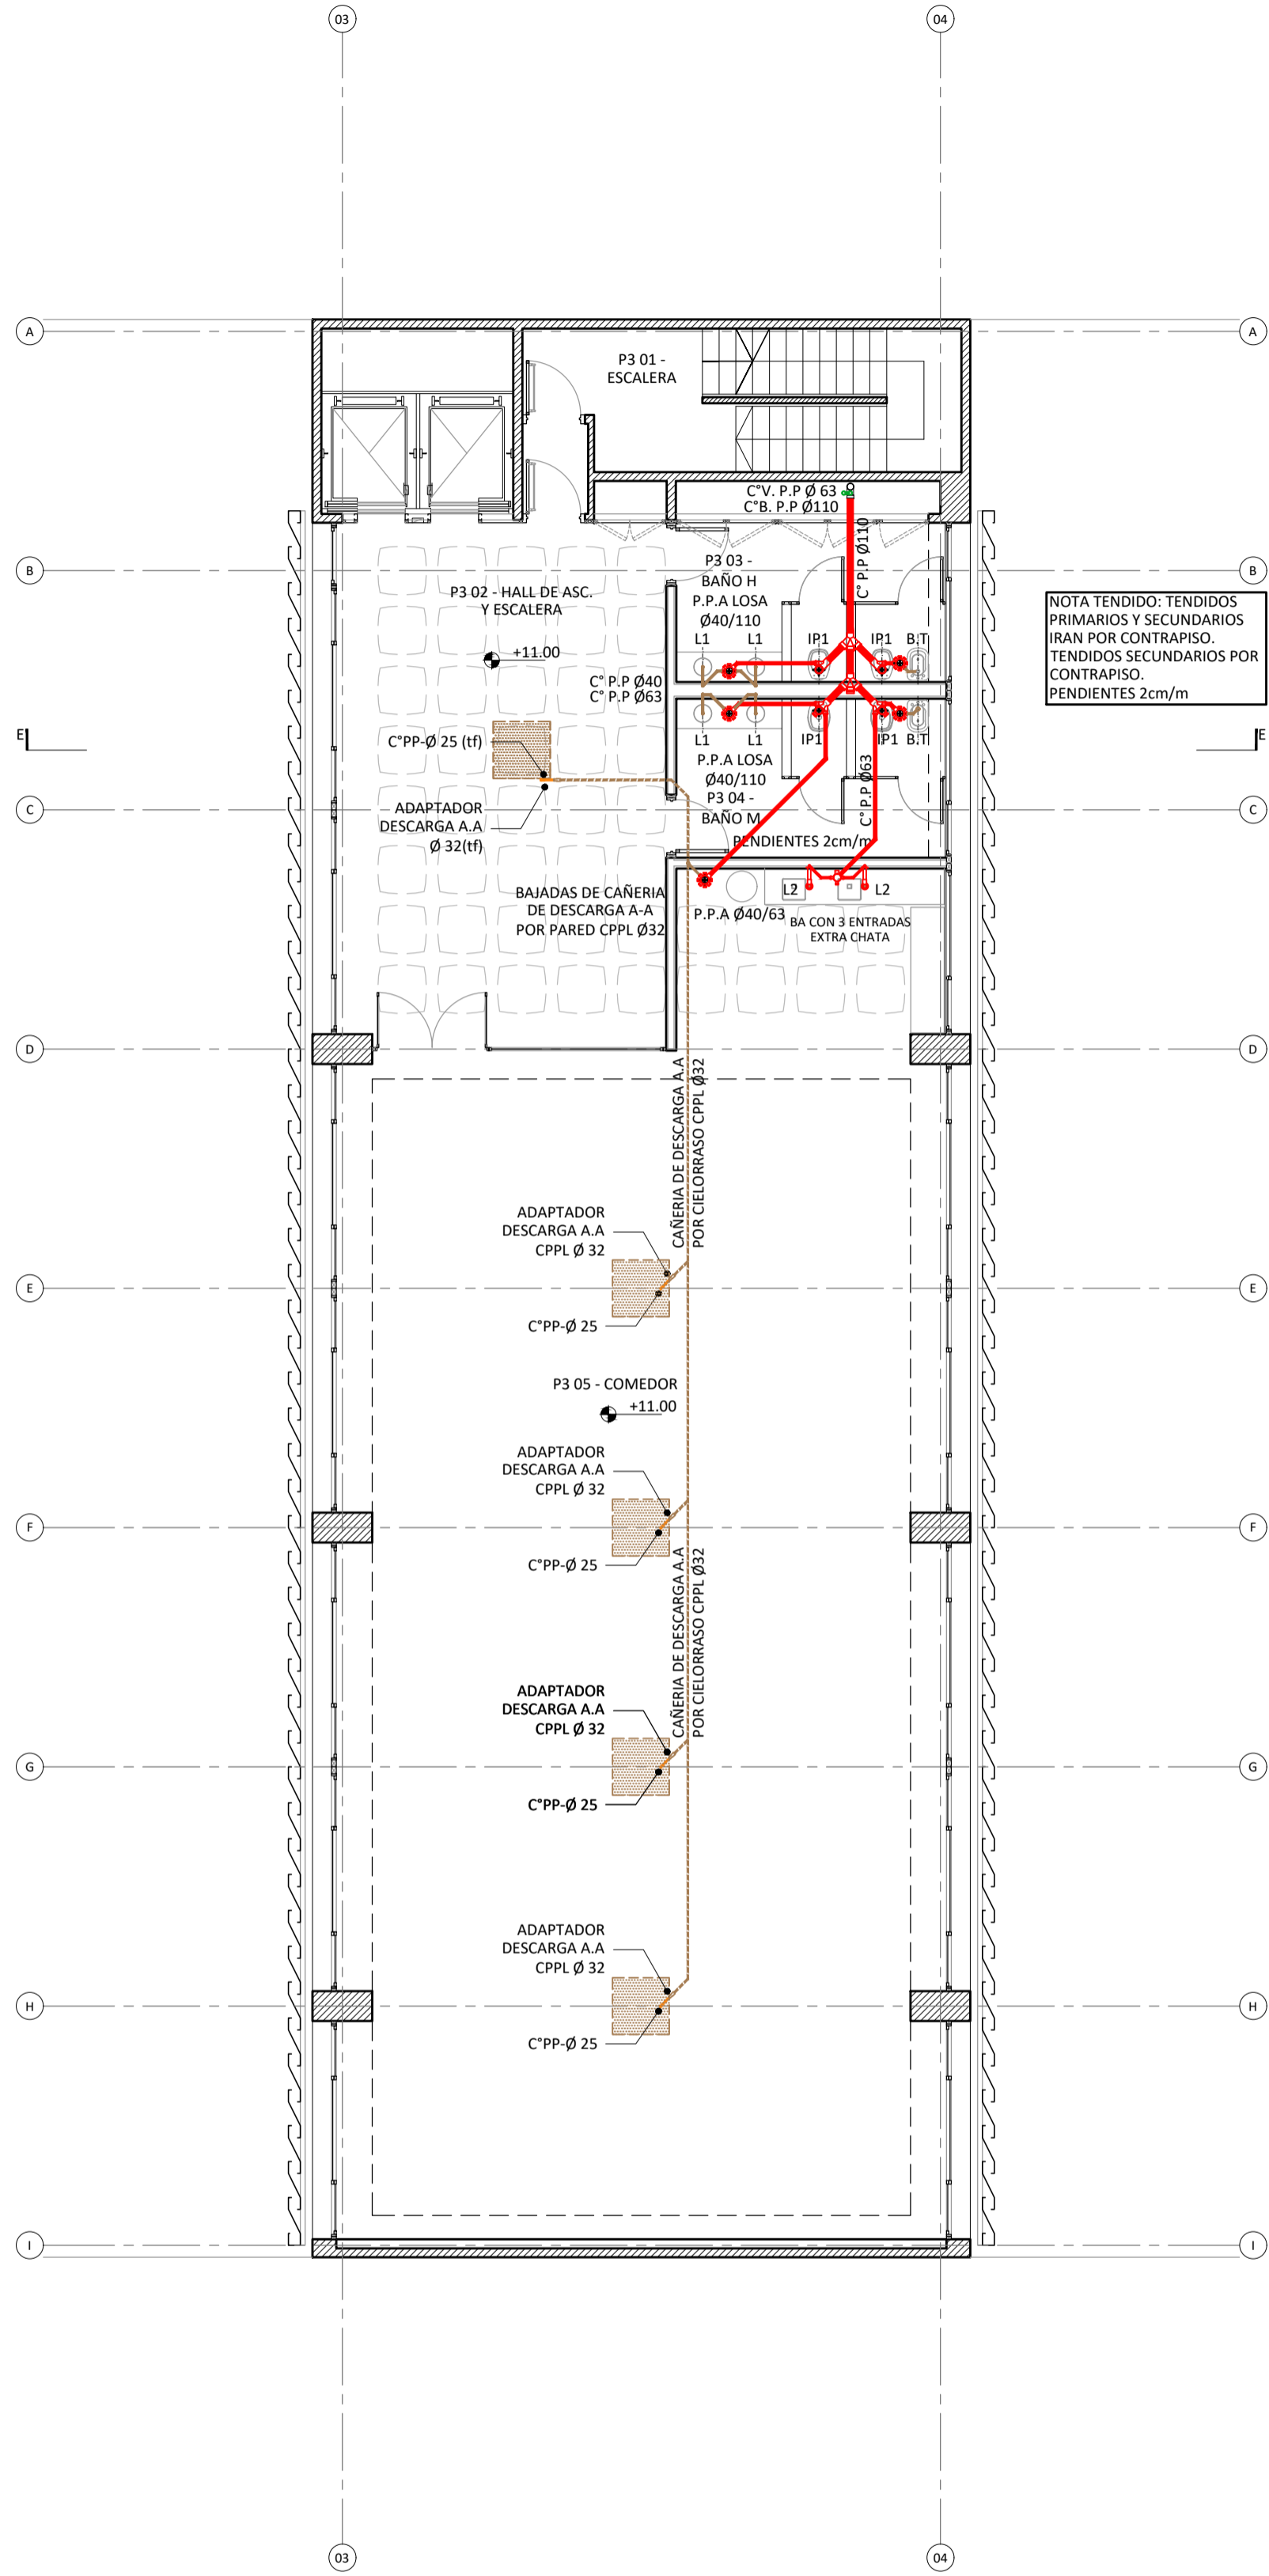 03
04
A
A
P3 01 -
ESCALERA
C°V. P.P Ø 63
C°B. P.P Ø110
C° P.P Ø110
B
B
P3 03 -
BAÑO H
P.P.A LOSA
Ø40/110
P3 02 - HALL DE ASC.
Y ESCALERA
+11.00
NOTA TENDIDO: TENDIDOS
PRIMARIOS Y SECUNDARIOS
IRAN POR CONTRAPISO.
TENDIDOS SECUNDARIOS POR
CONTRAPISO.
PENDIENTES 2cm/m
L1
L1
IP1
IP1
B.T
C° P.P Ø40
C° P.P Ø63
L1
L1
IP1
IP1
B.T
E
E
C°PP-Ø 25 (tf)
P.P.A LOSA
Ø40/110
P3 04 -
BAÑO M
C° P.P Ø63
C
C
ADAPTADOR
DESCARGA A.A
Ø 32(tf)
PENDIENTES 2cm/m
BAJADAS DE CAÑERIA
DE DESCARGA A-A
POR PARED CPPL Ø32
L2
L2
P.P.A Ø40/63
BA CON 3 ENTRADAS
EXTRA CHATA
D
D
CAÑERIA DE DESCARGA A.A
POR CIELORRASO CPPL Ø32
ADAPTADOR
DESCARGA A.A
CPPL Ø 32
E
E
C°PP-Ø 25
P3 05 - COMEDOR
+11.00
ADAPTADOR
DESCARGA A.A
CPPL Ø 32
F
F
C°PP-Ø 25
CAÑERIA DE DESCARGA A.A
POR CIELORRASO CPPL Ø32
ADAPTADOR
DESCARGA A.A
CPPL Ø 32
G
G
C°PP-Ø 25
ADAPTADOR
DESCARGA A.A
CPPL Ø 32
H
H
C°PP-Ø 25
I
I
03
04